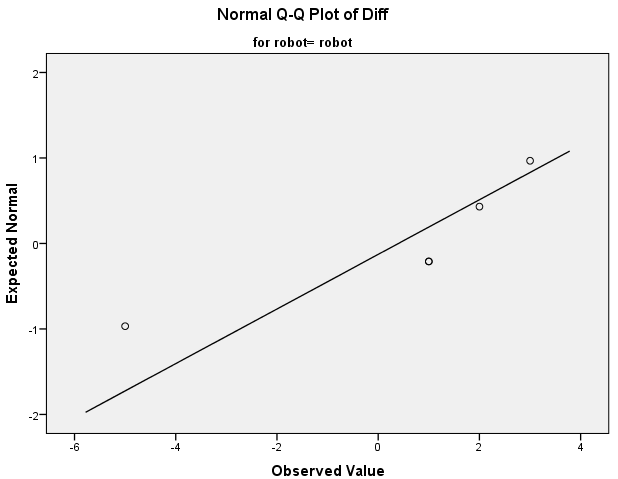 Normal Q-Q Plot of Diff
for robot= robot
2
1
0
-1
-2
Expected Normal
-6
-4
-2
0
2
4
Observed Value